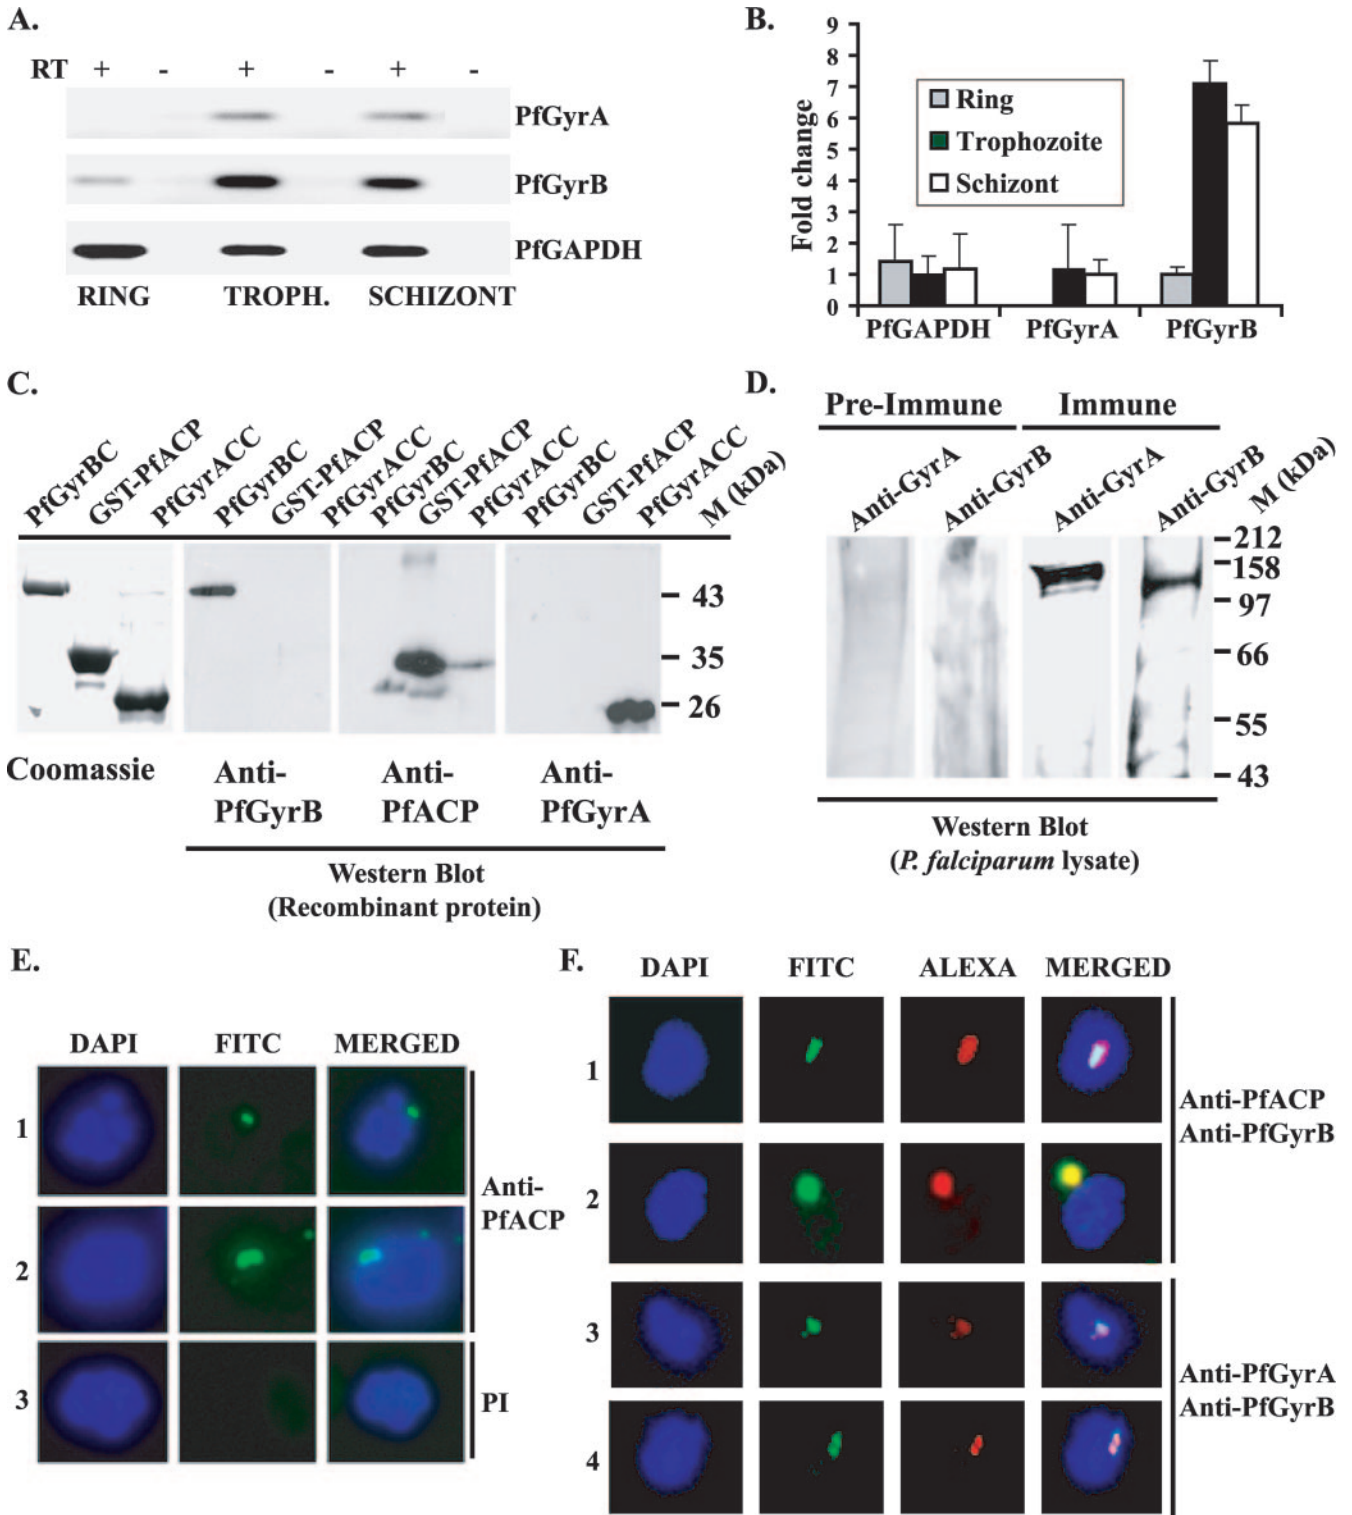 A.
RT + - + - + -
PfGyrA
PfGyrB
PfGAPDH
RING TROPH. SCHIZONT
B.
Fold change
9
8
7
6
5
4
3
2
1
0
Ring
Trophozoite
Schizont
PfGAPDH PfGyrA PfGyrB
C.
PfGyrBC GST-PfACP PfGyrACC PfGyrBC GST-PfACP PfGyrACC PfGyrBC GST-PfACP PfGyrACC PfGyrBC GST-PfACP PfGyrACC M (kDa)
43
35
26
Coomassie
Anti-
PfGyrB
Anti-
PfACP
Anti-
PfGyrA
Western Blot
(Recombinant protein)
D.
Pre-Immune Immune
Anti-GyrA Anti-GyrB Anti-GyrA Anti-GyrB M (kDa)
212
158
97
66
55
43
Western Blot
(P. falciparum lysate)
E.
DAPI FITC MERGED
1
2
3
Anti-
PfACP
PI
F.
DAPI FITC ALEXA MERGED
1
2
3
4
Anti-PfACP
Anti-PfGyrB
Anti-PfGyrA
Anti-PfGyrB